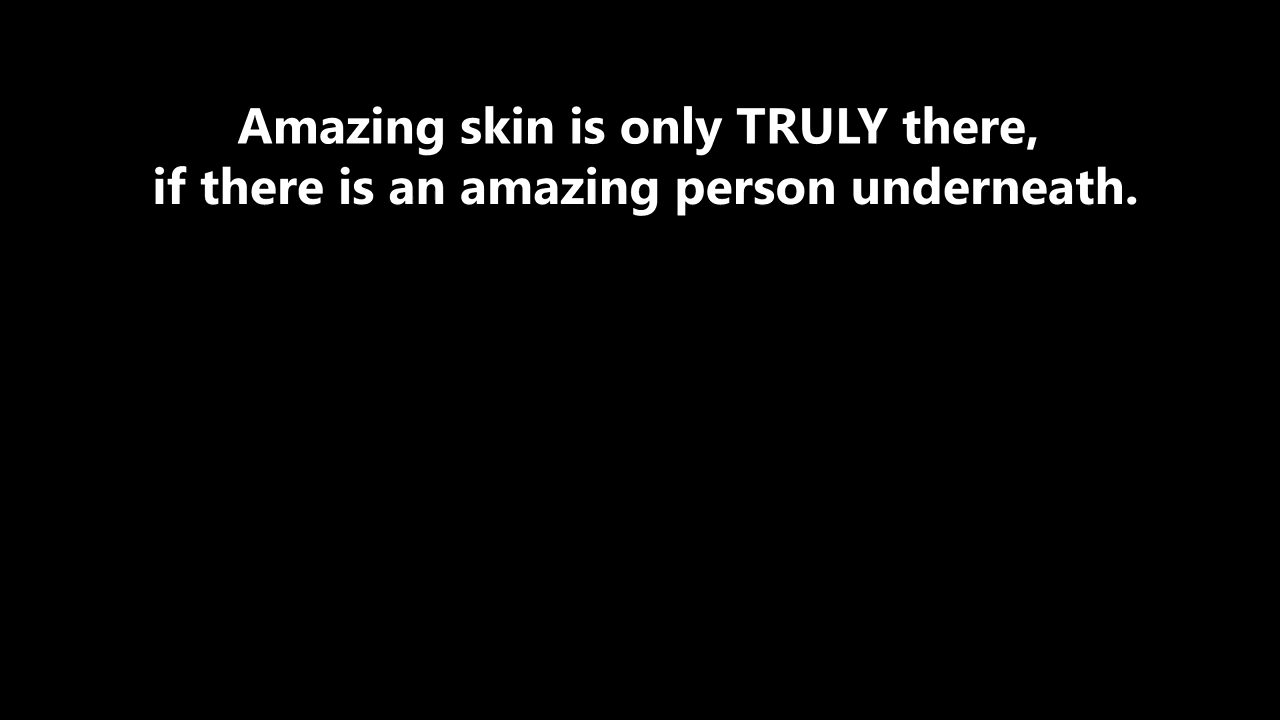 Amazing skin is only TRULY there,
if there is an amazing person underneath.